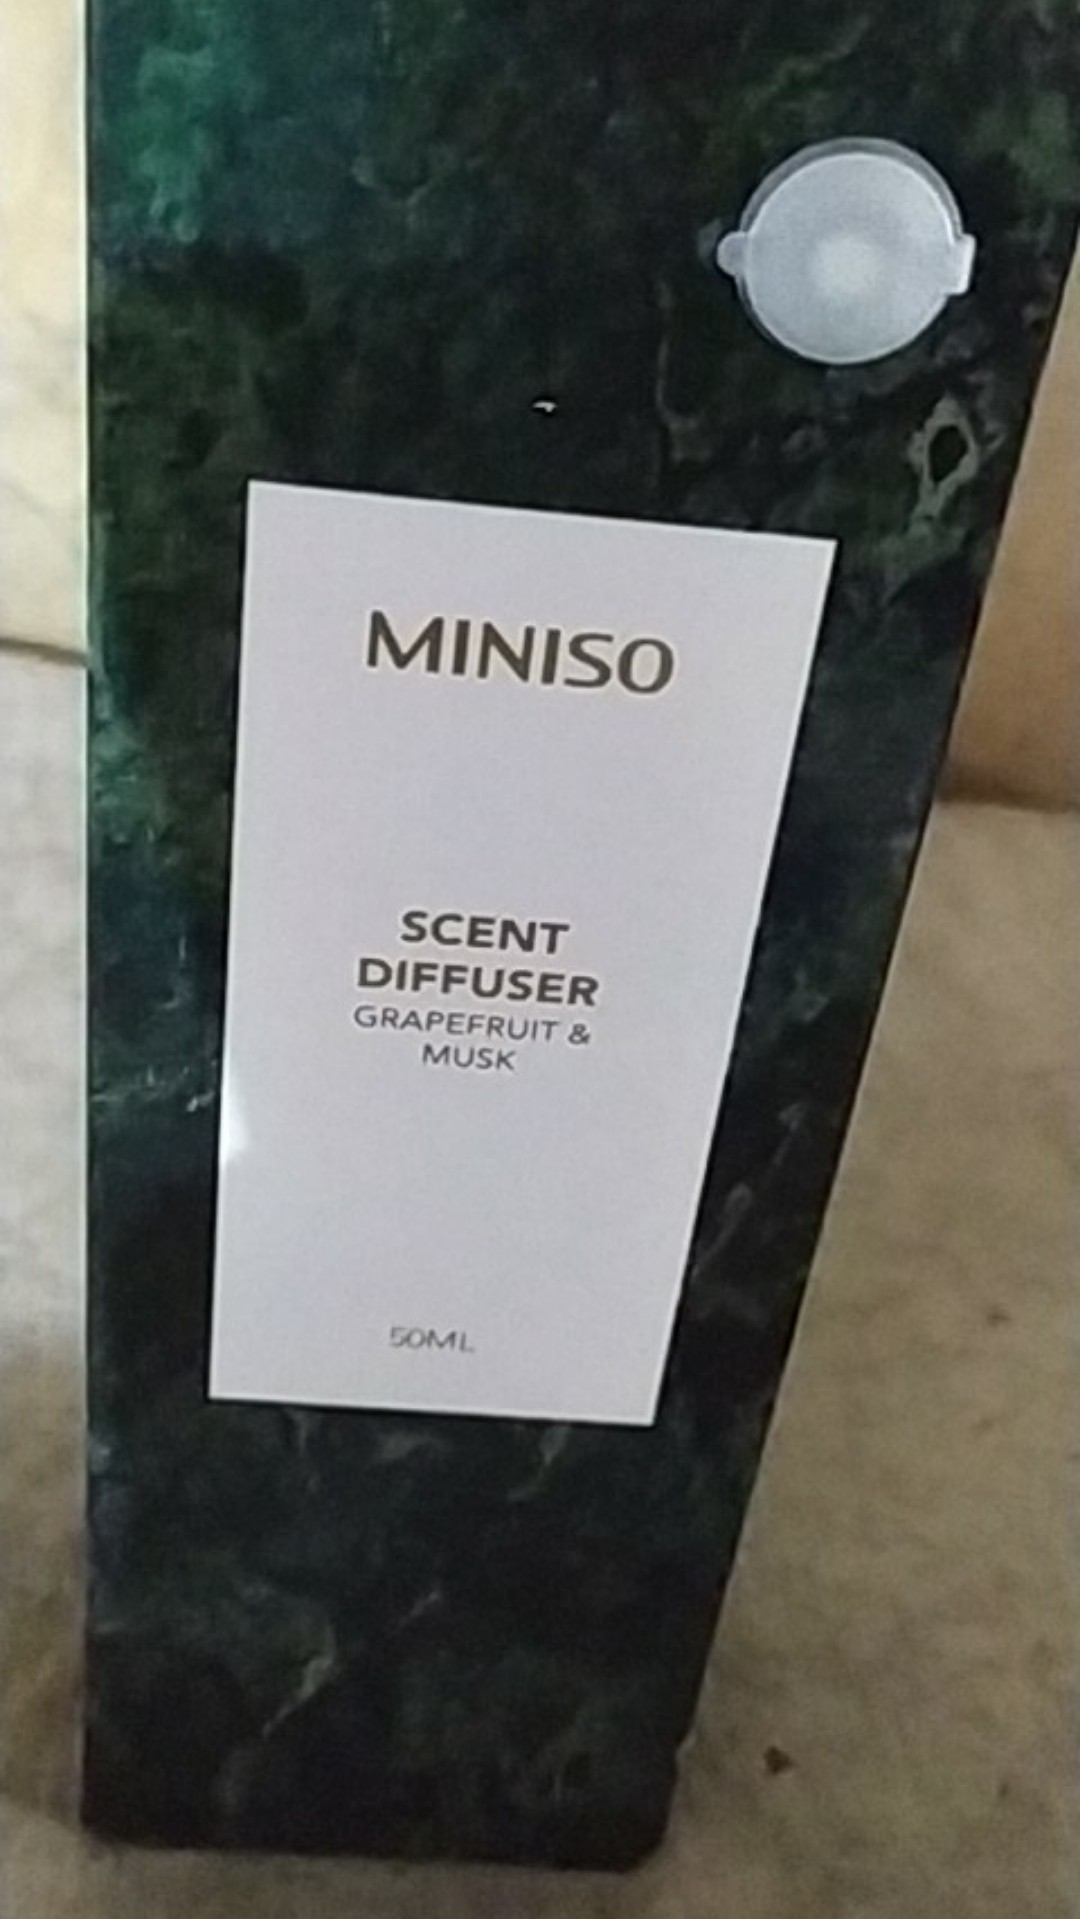 MINISO
SCENT
DIFFUSER
GRAPEFRUIT &
MUSK
50ML